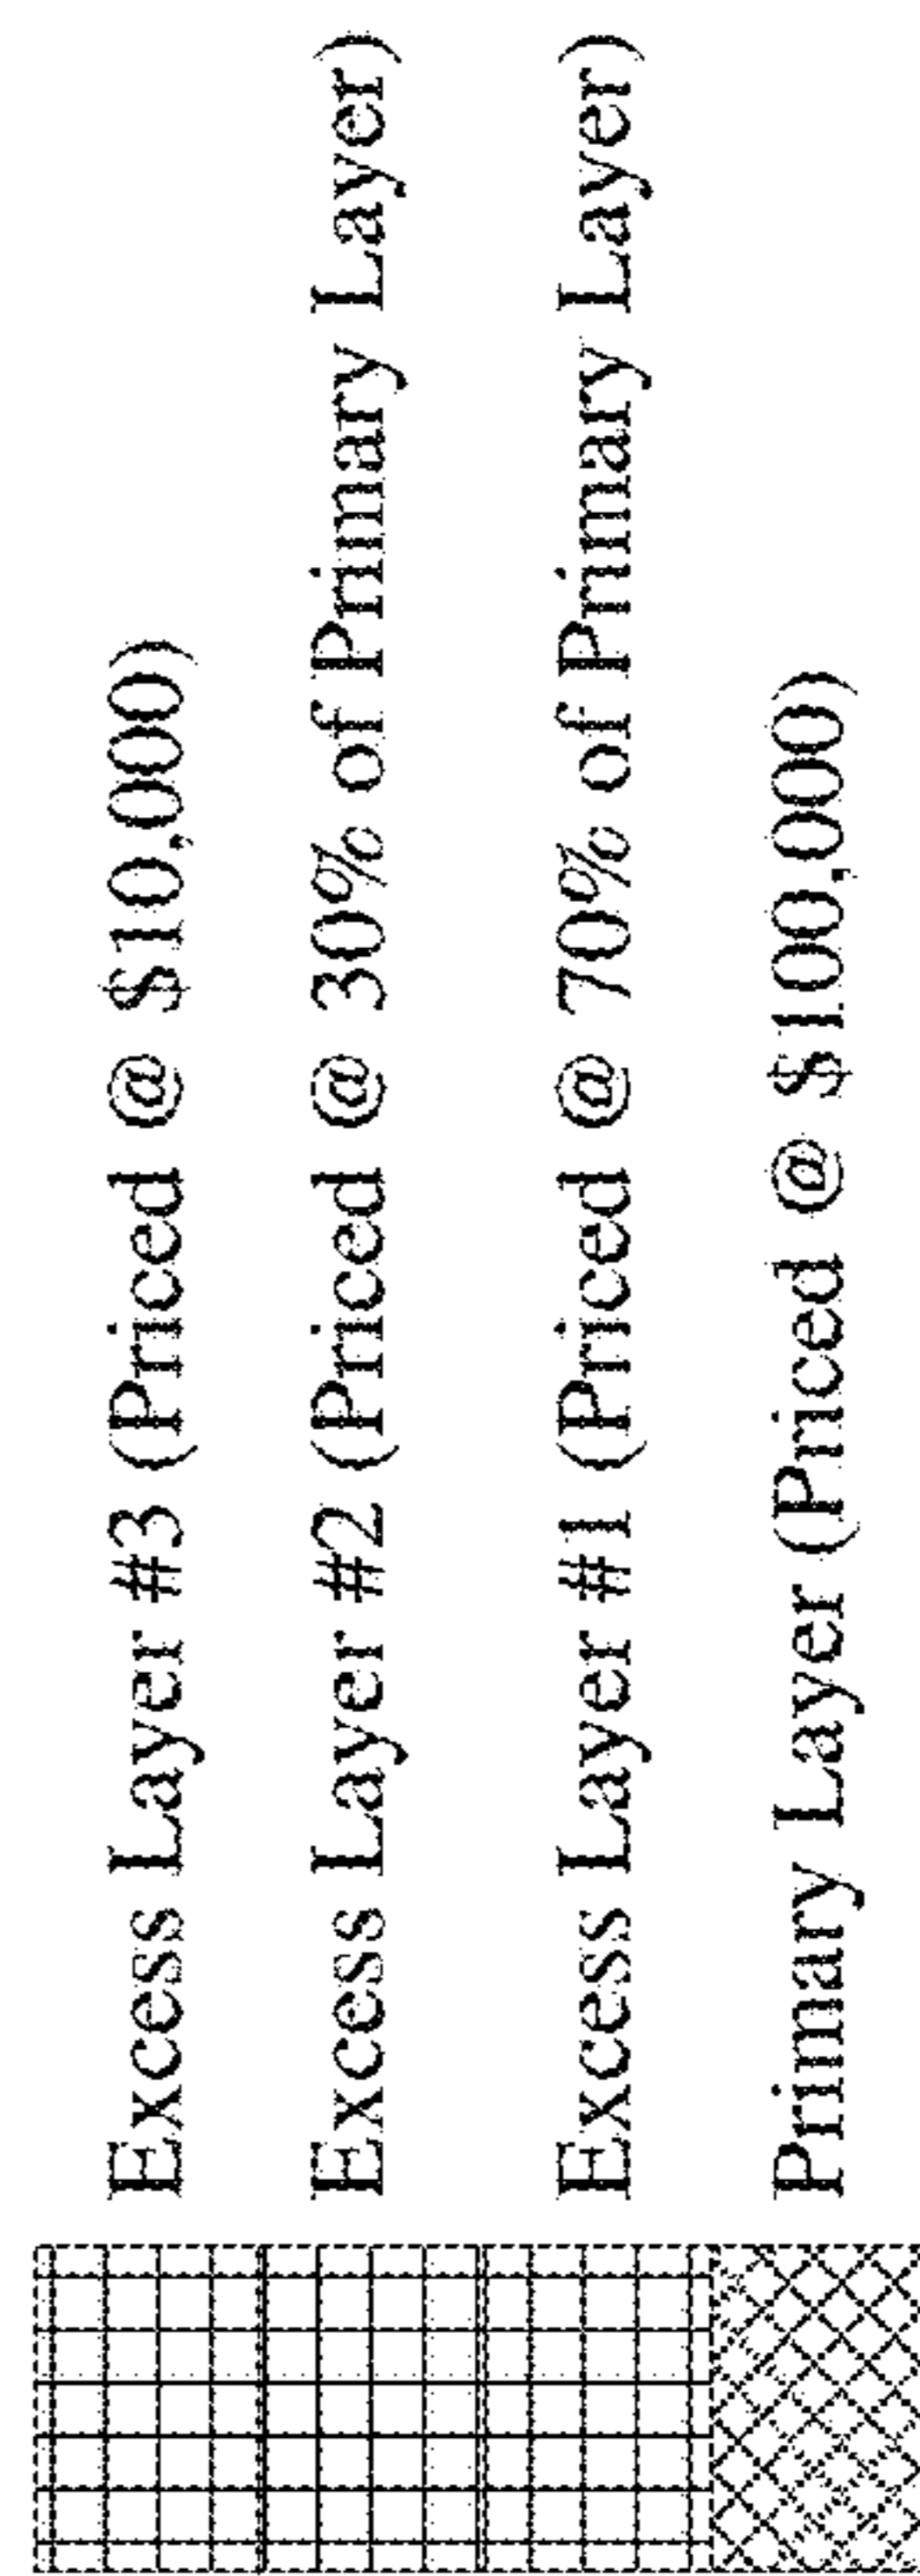 Excess Layer #3 (Priced @ $10,000)
Excess Layer #2 (Priced @ 30% of Primary Layer)
Excess Layer #1 (Priced @ 70% of Primary Layer)
Primary Layer (Priced @ $100,000)